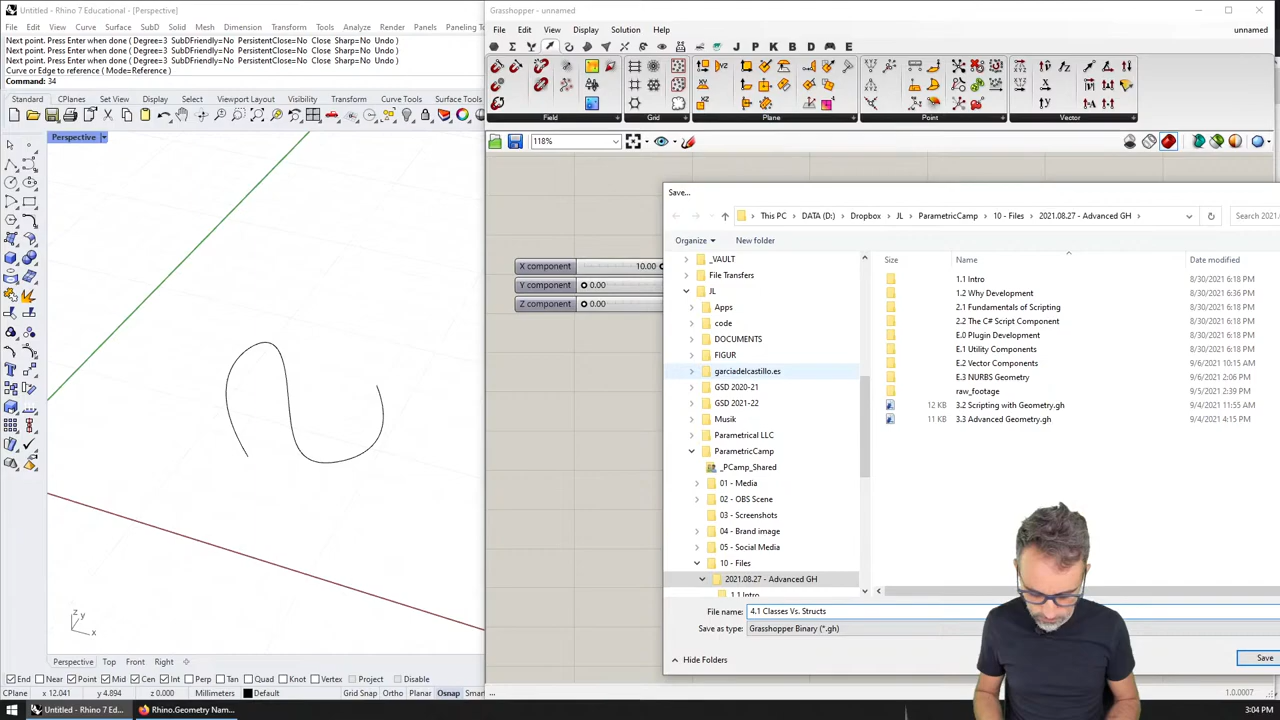 Untitled - Rhino 7 Educational - [Perspective]
File Edit View Curve Surface SubD Solid Mesh Dimension Transform Tools Analyze Render Panels Paneling To
Next point. Press Enter when done ( Degree=3 SubDFriendly=No PersistentClose=No Close Sharp=No Undo )
Next point. Press Enter when done ( Degree=3 SubDFriendly=No PersistentClose=No Close Sharp=No Undo )
Next point. Press Enter when done ( Degree=3 SubDFriendly=No PersistentClose=No Close Sharp=No Undo )
Curve or Edge to reference ( Mode=Reference )
Command: 34
Standard CPlanes Set View Display Select Viewport Layout Visibility Transform Curve Tools Surface Tools
Perspective
z y
x
Perspective Top Front Right
End Near Point Mid Cen Int Perp Tan Quad Knot Vertex Project Disable
CPlane x 12.041 y 4.894 z 0.000 Millimeters Default Grid Snap Ortho Planar Osnap Smar
Untitled - Rhino 7 Edu... Rhino.Geometry Nam...
Grasshopper - unnamed
File Edit View Display Solution Help
unnamed
J P K B D E
Field Grid Plane Point Vector
118%
X component 10.00
Y component 0.00
Z component 0.00
Save...
This PC DATA (D:) Dropbox JL ParametricCamp 10 - Files 2021.08.27 - Advanced GH
Search 2021
Organize New folder
_VAULT
File Transfers
JL
Apps
code
DOCUMENTS
FIGUR
garciadelcastillo.es
GSD 2020-21
GSD 2021-22
Musik
Parametrical LLC
ParametricCamp
_PCamp_Shared
01 - Media
02 - OBS Scene
03 - Screenshots
04 - Brand image
05 - Social Media
10 - Files
2021.08.27 - Advanced GH
1.1 Intro
Size Name Date modified
1.1 Intro 8/30/2021 6:18 PM
1.2 Why Development 8/30/2021 6:36 PM
2.1 Fundamentals of Scripting 8/30/2021 6:18 PM
2.2 The C# Script Component 8/30/2021 6:18 PM
E.0 Plugin Development 8/30/2021 6:18 PM
E.1 Utility Components 8/30/2021 6:18 PM
E.2 Vector Components 9/6/2021 2:06 PM
E.3 NURBS Geometry 9/6/2021 2:06 PM
raw_footage 9/5/2021 2:39 PM
12 KB 3.2 Scripting with Geometry.gh 9/4/2021 11:55 AM
11 KB 3.3 Advanced Geometry.gh 9/4/2021 4:15 PM
File name: 4.1 Classes Vs. Structs
Save as type: Grasshopper Binary (*.gh)
Hide Folders
Save
...
1.0.0007
3:04 PM